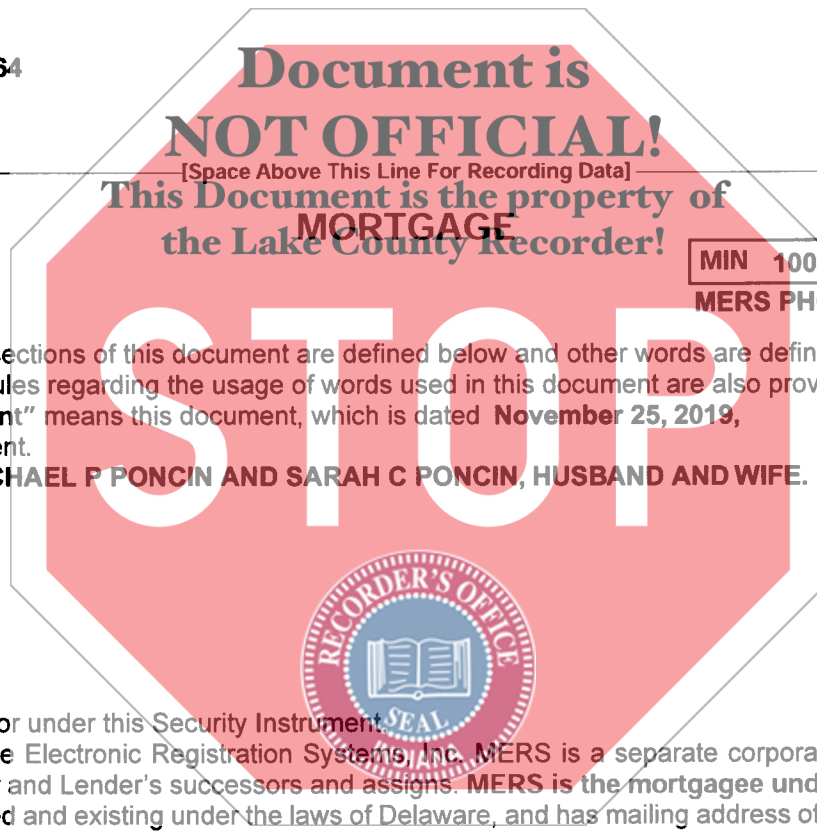 64
Document is
NOT OFFICIAL!
[Space Above This Line For Recording Data]
This Document is the property of
MORTGAGE
the Lake County Recorder!
MIN 100
MERS PH
STOP
ections of this document are defined below and other words are defin
ules regarding the usage of words used in this document are also prov
nt" means this document, which is dated November 25, 2019,
ent.
CHAEL P PONCIN AND SARAH C PONCIN, HUSBAND AND WIFE.
RECORDER'S OFFICE
SEAL
or under this Security Instrument.
e Electronic Registration Systems, Inc. MERS is a separate corpora
and Lender's successors and assigns. MERS is the mortgagee und
d and existing under the laws of Delaware, and has mailing address of